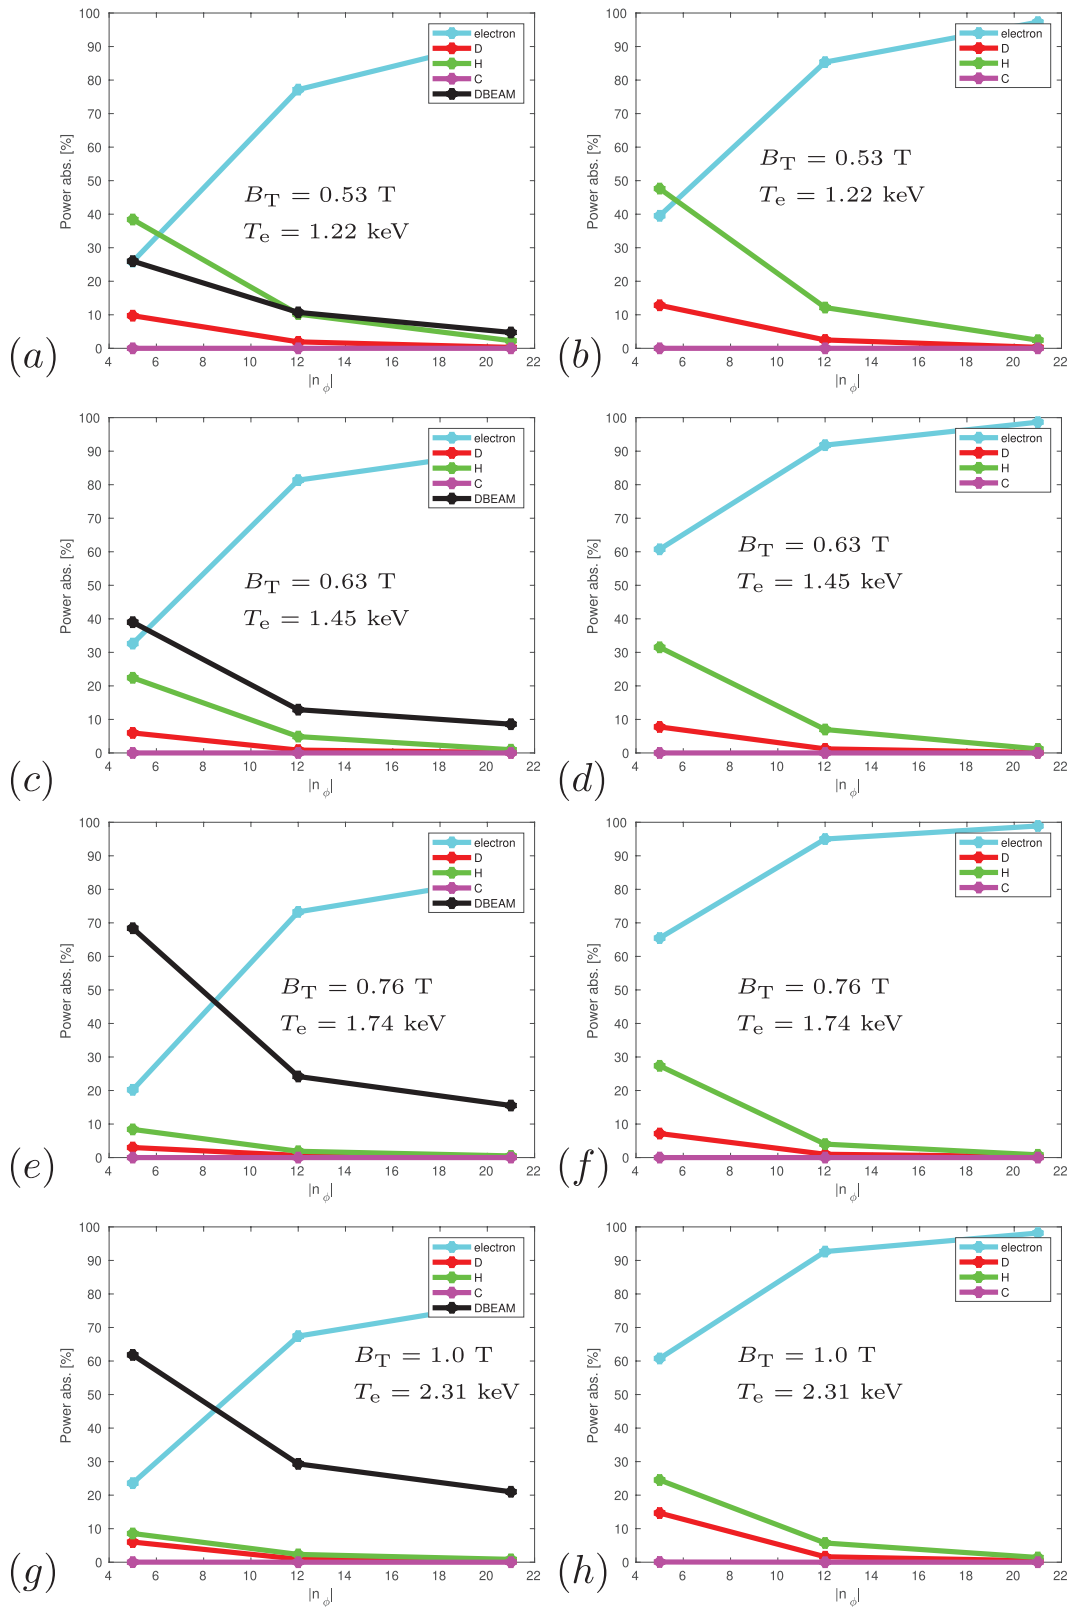 100
90
80
70
60
50
40
30
20
10
0
Power abs. [%]
electron
D
H
C
DBEAM
B_T = 0.53 T
T_e = 1.22 keV
4 6 8 10 12 14 16 18 20 22
|n_ϕ|
(a)
100
90
80
70
60
50
40
30
20
10
0
Power abs. [%]
electron
D
H
C
B_T = 0.53 T
T_e = 1.22 keV
4 6 8 10 12 14 16 18 20 22
|n_ϕ|
(b)
100
90
80
70
60
50
40
30
20
10
0
Power abs. [%]
electron
D
H
C
DBEAM
B_T = 0.63 T
T_e = 1.45 keV
4 6 8 10 12 14 16 18 20 22
|n_ϕ|
(c)
100
90
80
70
60
50
40
30
20
10
0
Power abs. [%]
electron
D
H
C
B_T = 0.63 T
T_e = 1.45 keV
4 6 8 10 12 14 16 18 20 22
|n_ϕ|
(d)
100
90
80
70
60
50
40
30
20
10
0
Power abs. [%]
electron
D
H
C
DBEAM
B_T = 0.76 T
T_e = 1.74 keV
4 6 8 10 12 14 16 18 20 22
|n_ϕ|
(e)
100
90
80
70
60
50
40
30
20
10
0
Power abs. [%]
electron
D
H
C
B_T = 0.76 T
T_e = 1.74 keV
4 6 8 10 12 14 16 18 20 22
|n_ϕ|
(f)
100
90
80
70
60
50
40
30
20
10
0
Power abs. [%]
electron
D
H
C
DBEAM
B_T = 1.0 T
T_e = 2.31 keV
4 6 8 10 12 14 16 18 20 22
|n_ϕ|
(g)
100
90
80
70
60
50
40
30
20
10
0
Power abs. [%]
electron
D
H
C
B_T = 1.0 T
T_e = 2.31 keV
4 6 8 10 12 14 16 18 20 22
|n_ϕ|
(h)